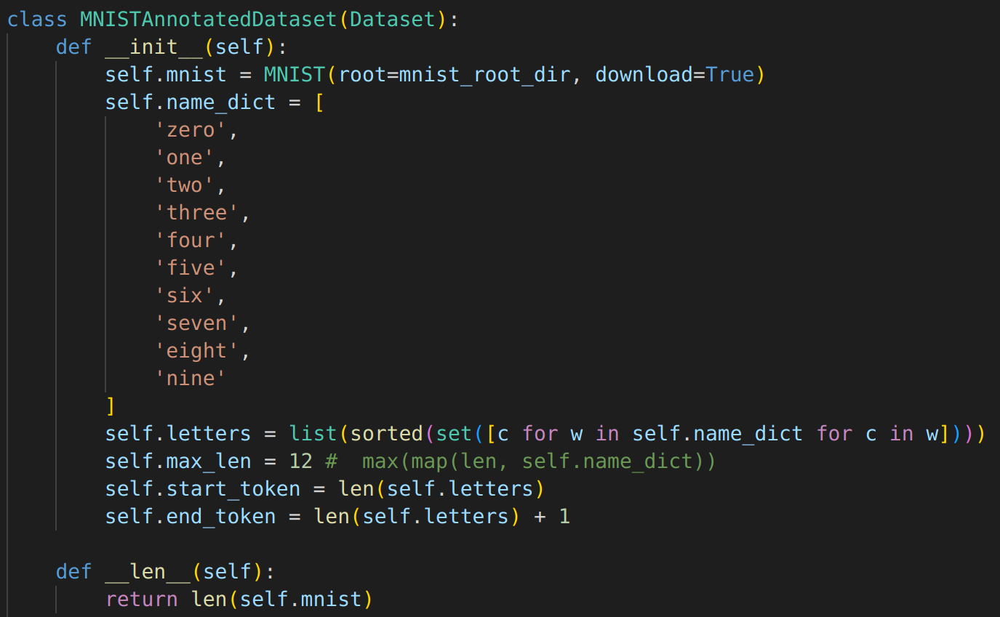 class MNISTAnnotatedDataset(Dataset):
    def __init__(self):
        self.mnist = MNIST(root=mnist_root_dir, download=True)
        self.name_dict = [
            'zero',
            'one',
            'two',
            'three',
            'four',
            'five',
            'six',
            'seven',
            'eight',
            'nine'
        ]
        self.letters = list(sorted(set([c for w in self.name_dict for c in w])))
        self.max_len = 12 #  max(map(len, self.name_dict))
        self.start_token = len(self.letters)
        self.end_token = len(self.letters) + 1

    def __len__(self):
        return len(self.mnist)